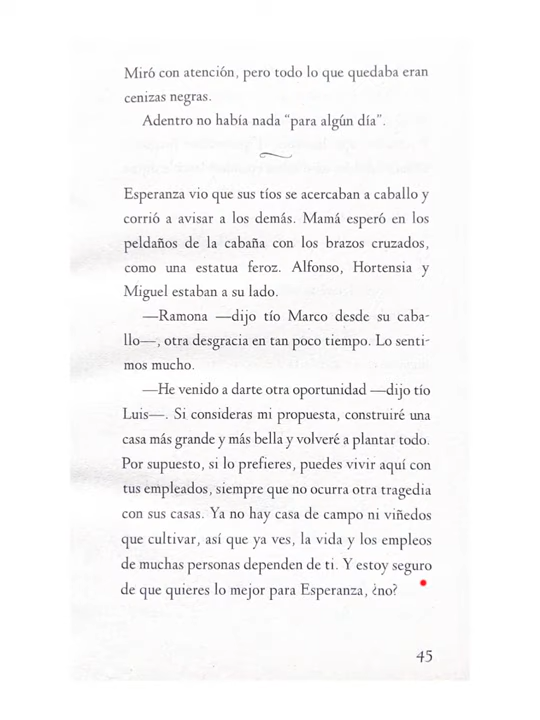 Miró con atención, pero todo lo que quedaba eran
cenizas negras.
Adentro no había nada “para algún día”.
Esperanza vio que sus tíos se acercaban a caballo y
corrió a avisar a los demás. Mamá esperó en los
peldaños de la cabaña con los brazos cruzados,
como una estatua feroz. Alfonso, Hortensia y
Miguel estaban a su lado.
—Ramona —dijo tío Marco desde su caba-
llo—, otra desgracia en tan poco tiempo. Lo senti-
mos mucho.
—He venido a darte otra oportunidad —dijo tío
Luis—. Si consideras mi propuesta, construiré una
casa más grande y más bella y volveré a plantar todo.
Por supuesto, si lo prefieres, puedes vivir aquí con
tus empleados, siempre que no ocurra otra tragedia
con sus casas. Ya no hay casa de campo ni viñedos
que cultivar, así que ya ves, la vida y los empleos
de muchas personas dependen de ti. Y estoy seguro
de que quieres lo mejor para Esperanza, ¿no?
45